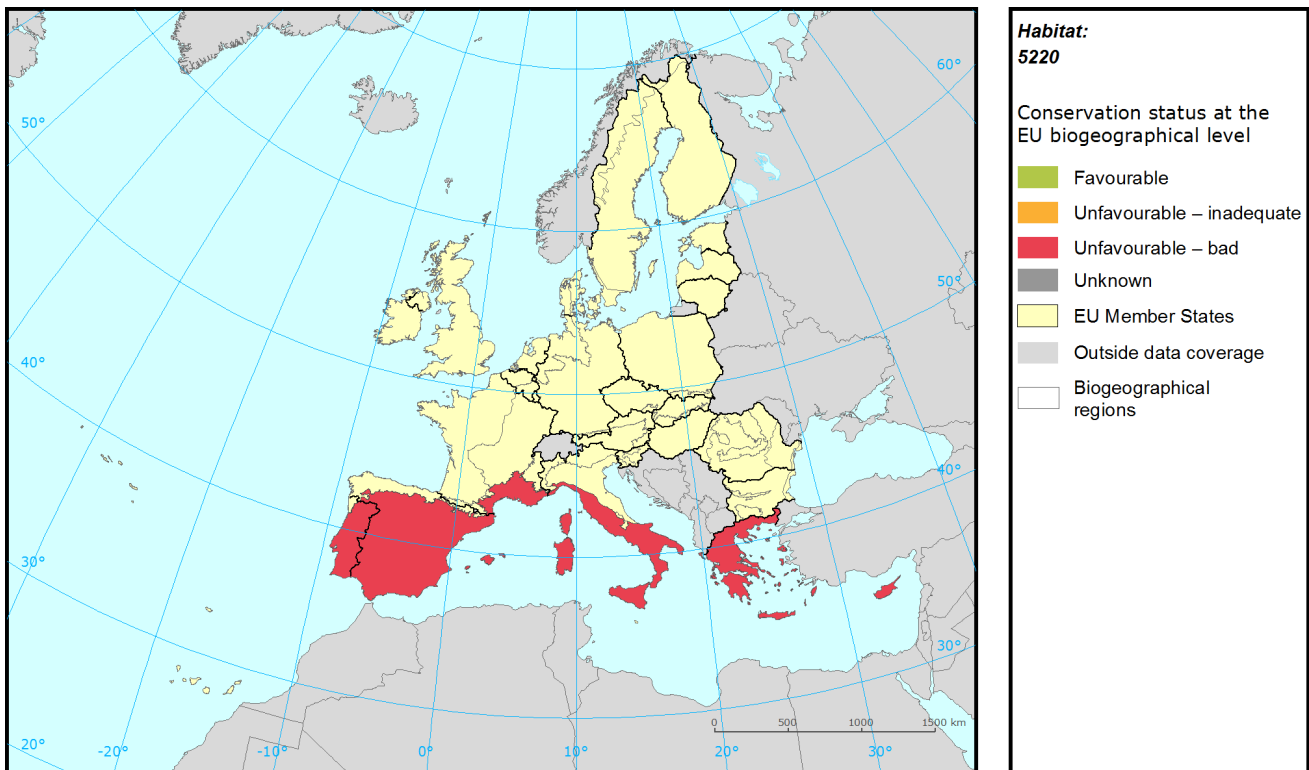 60°
50°
50°
40°
40°
30°
30°
20°
-20°
-10°
0°
10°
20°
30°
0 500 1000 1500 km
Habitat:
5220
Conservation status at the
EU biogeographical level
Favourable
Unfavourable – inadequate
Unfavourable – bad
Unknown
EU Member States
Outside data coverage
Biogeographical
regions